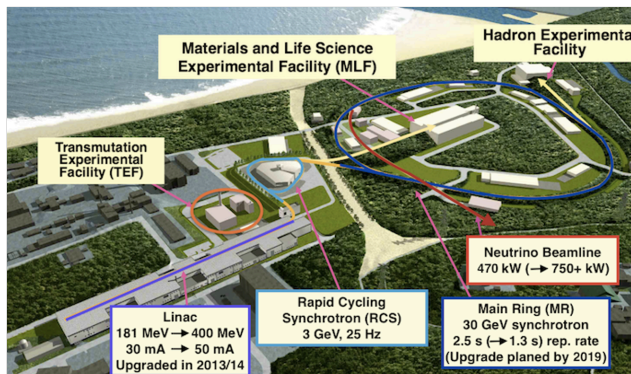 Hadron Experimental
Facility
Materials and Life Science
Experimental Facility (MLF)
Transmutation
Experimental
Facility (TEF)
Neutrino Beamline
470 kW (→ 750+ kW)
Linac
181 MeV → 400 MeV
30 mA → 50 mA
Upgraded in 2013/14
Rapid Cycling
Synchrotron (RCS)
3 GeV, 25 Hz
Main Ring (MR)
30 GeV synchrotron
2.5 s (→ 1.3 s) rep. rate
(Upgrade planed by 2019)